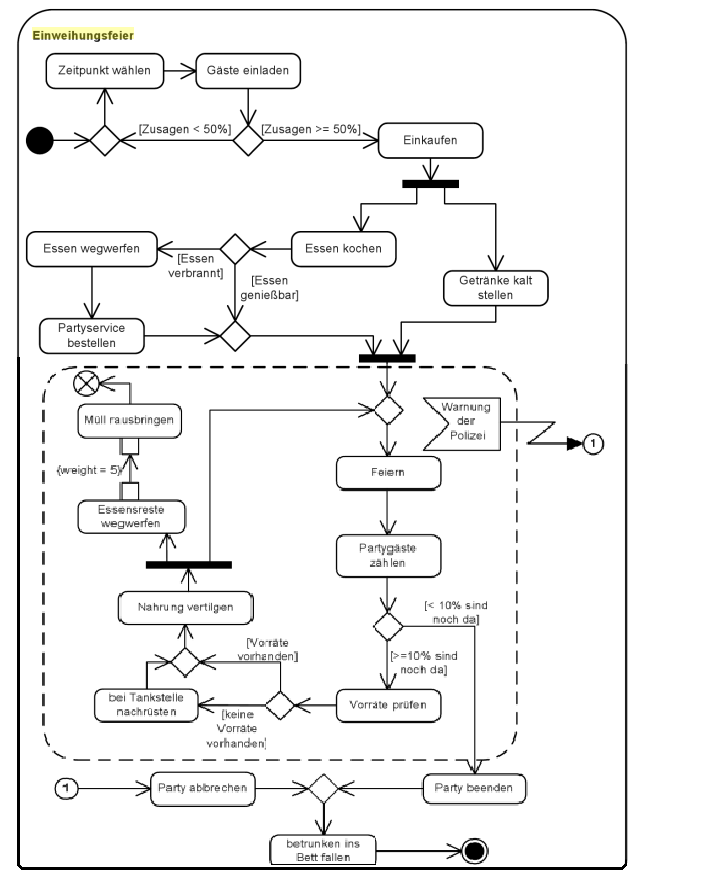 Einweihungsfeier
Zeitpunkt wählen
Gäste einladen
[Zusagen < 50%]
[Zusagen >= 50%]
Einkaufen
Essen wegwerfen
[Essen
verbrannt]
Essen kochen
[Essen
genießbar]
Getränke kalt
stellen
Partyservice
bestellen
Müll rausbringen
Warnung
der
Polizei
1
{weight = 5}
Feiern
Essensreste
wegwerfen
Partygäste
zählen
Nahrung vertilgen
[< 10% sind
noch da]
[Vorräte
vorhanden]
[>=10% sind
noch da]
bei Tankstelle
nachrüsten
[keine
Vorräte
vorhanden]
Vorräte prüfen
1
Party abbrechen
Party beenden
betrunken ins
Bett fallen